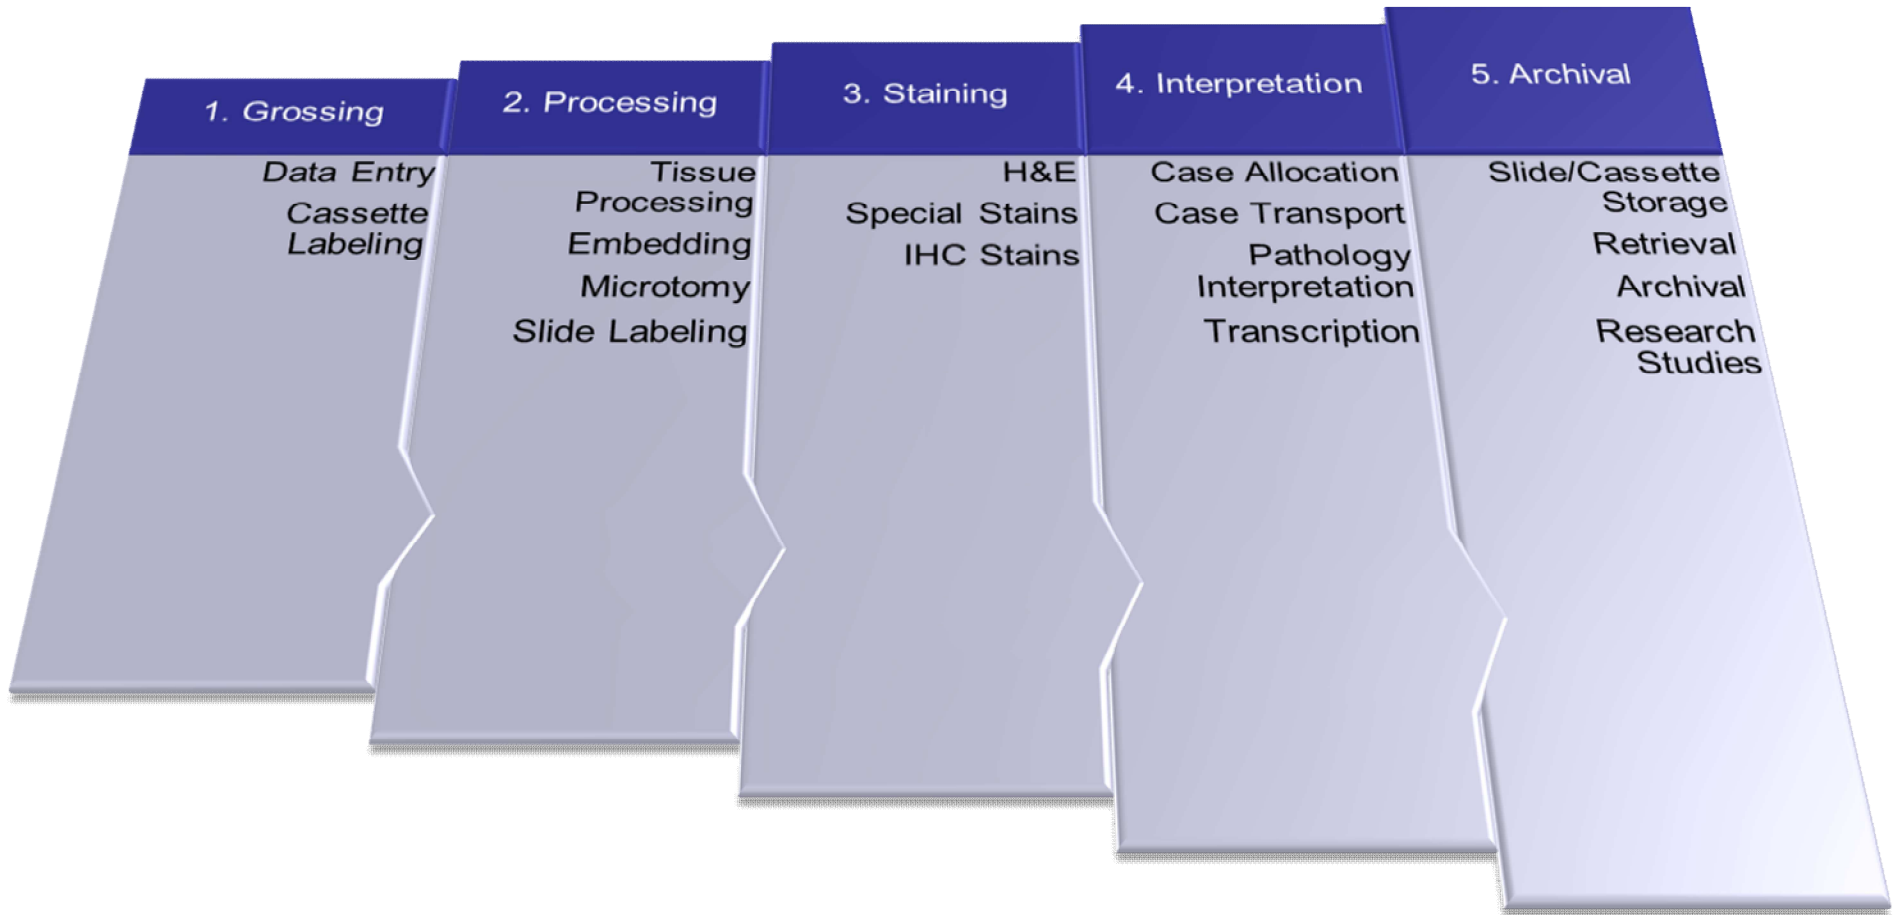 1. Grossing
Data Entry
Cassette
Labeling
2. Processing
Tissue
Processing
Embedding
Microtomy
Slide Labeling
3. Staining
H&E
Special Stains
IHC Stains
4. Interpretation
Case Allocation
Case Transport
Pathology
Interpretation
Transcription
5. Archival
Slide/Cassette
Storage
Retrieval
Archival
Research
Studies